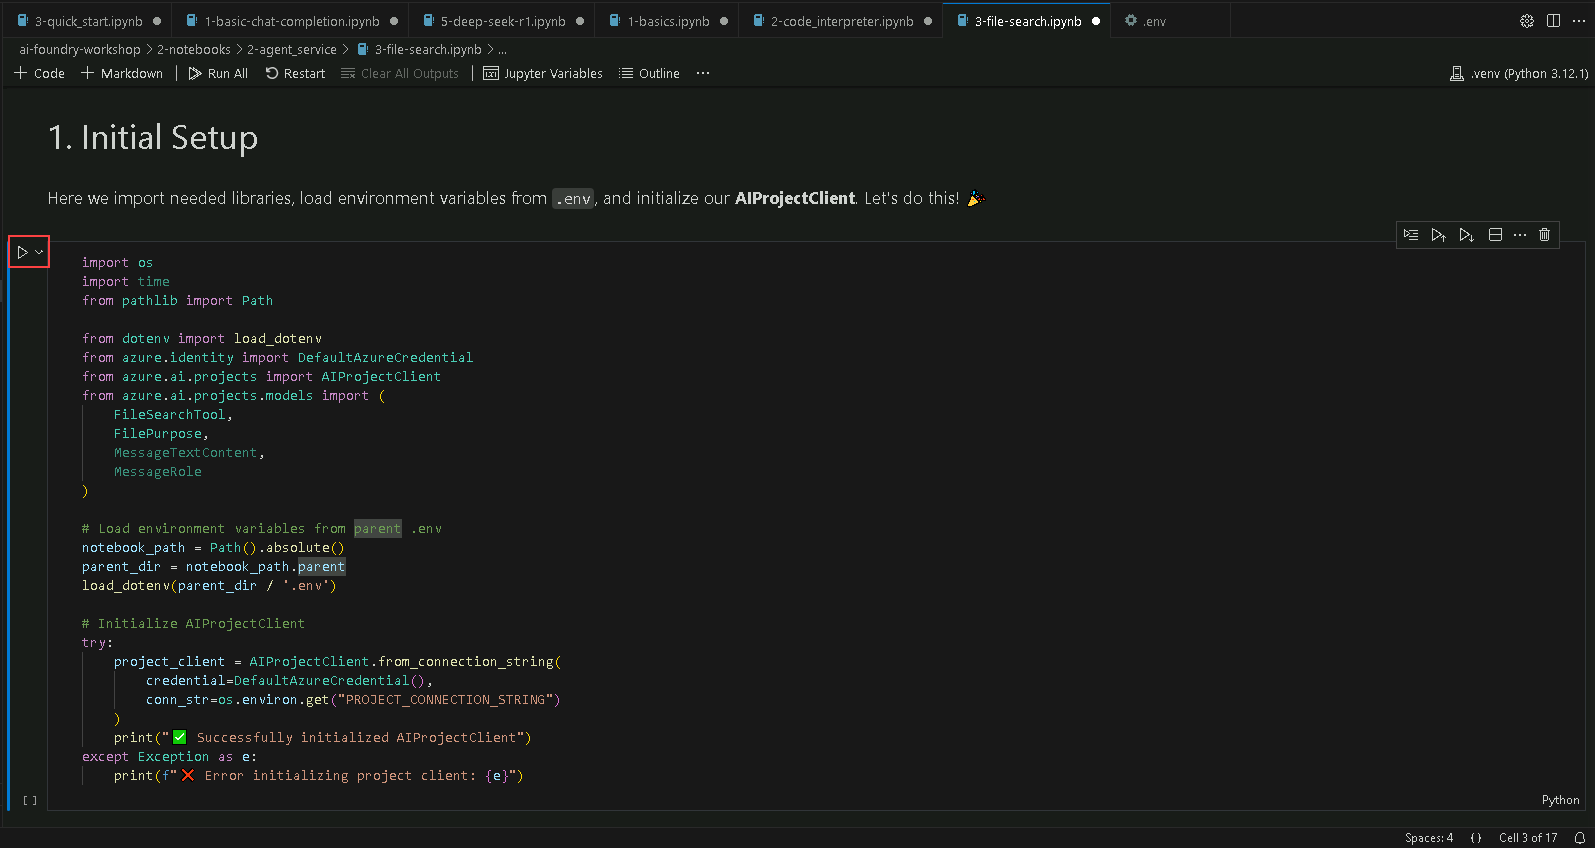 3-quick_start.ipynb 1-basic-chat-completion.ipynb 5-deep-seek-r1.ipynb 1-basics.ipynb 2-code_interpreter.ipynb 3-file-search.ipynb .env
ai-foundry-workshop > 2-notebooks > 2-agent_service > 3-file-search.ipynb > ...
+ Code + Markdown Run All Restart Clear All Outputs Jupyter Variables Outline ... .venv (Python 3.12.1)
1. Initial Setup
Here we import needed libraries, load environment variables from .env, and initialize our AIProjectClient. Let's do this! 🎉
import os
import time
from pathlib import Path
from dotenv import load_dotenv
from azure.identity import DefaultAzureCredential
from azure.ai.projects import AIProjectClient
from azure.ai.projects.models import (
FileSearchTool,
FilePurpose,
MessageTextContent,
MessageRole
)
# Load environment variables from parent .env
notebook_path = Path().absolute()
parent_dir = notebook_path.parent
load_dotenv(parent_dir / '.env')
# Initialize AIProjectClient
try:
project_client = AIProjectClient.from_connection_string(
credential=DefaultAzureCredential(),
conn_str=os.environ.get("PROJECT_CONNECTION_STRING")
)
print("✅ Successfully initialized AIProjectClient")
except Exception as e:
print(f"❌ Error initializing project client: {e}")
[ ] Python
Spaces: 4 {} Cell 3 of 17